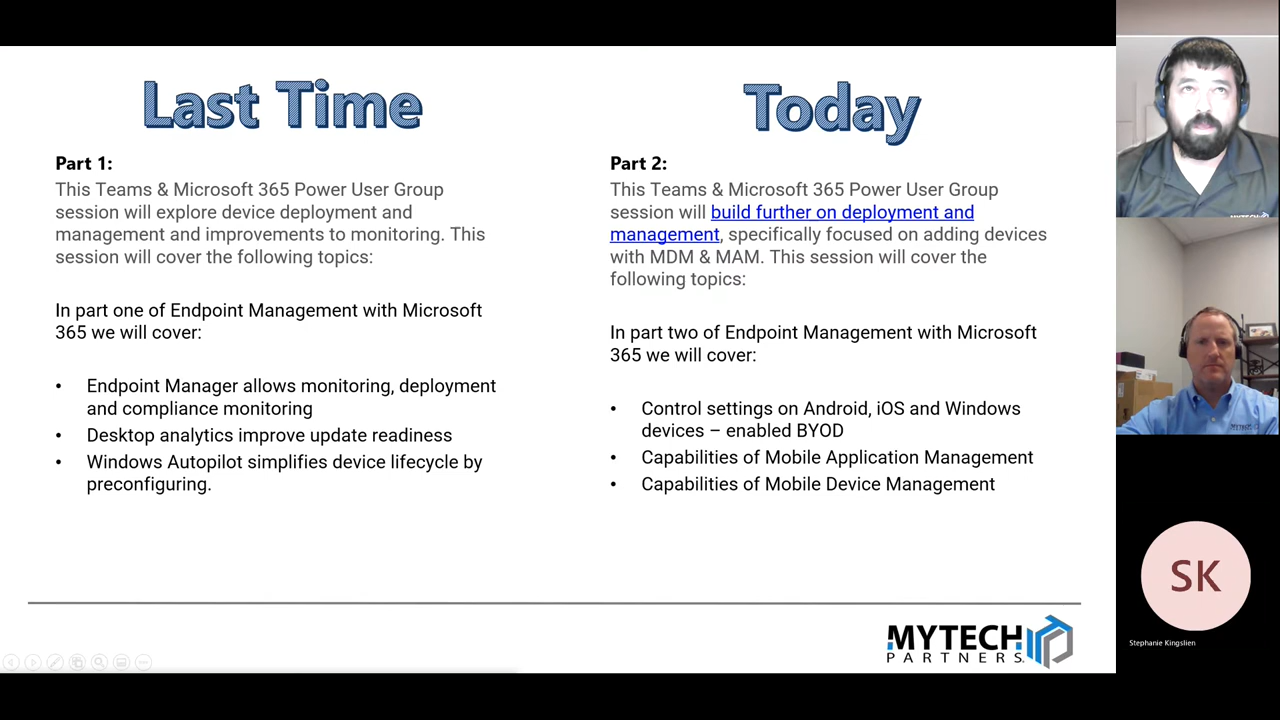 Last Time
Part 1:
This Teams & Microsoft 365 Power User Group
session will explore device deployment and
management and improvements to monitoring. This
session will cover the following topics:
In part one of Endpoint Management with Microsoft
365 we will cover:
• Endpoint Manager allows monitoring, deployment
and compliance monitoring
• Desktop analytics improve update readiness
• Windows Autopilot simplifies device lifecycle by
preconfiguring.
Today
Part 2:
This Teams & Microsoft 365 Power User Group
session will build further on deployment and
management, specifically focused on adding devices
with MDM & MAM. This session will cover the
following topics:
In part two of Endpoint Management with Microsoft
365 we will cover:
• Control settings on Android, iOS and Windows
devices – enabled BYOD
• Capabilities of Mobile Application Management
• Capabilities of Mobile Device Management
MYTECH
PARTNERS
MYTECH
MYTECH
SK
Stephanie Kingslien